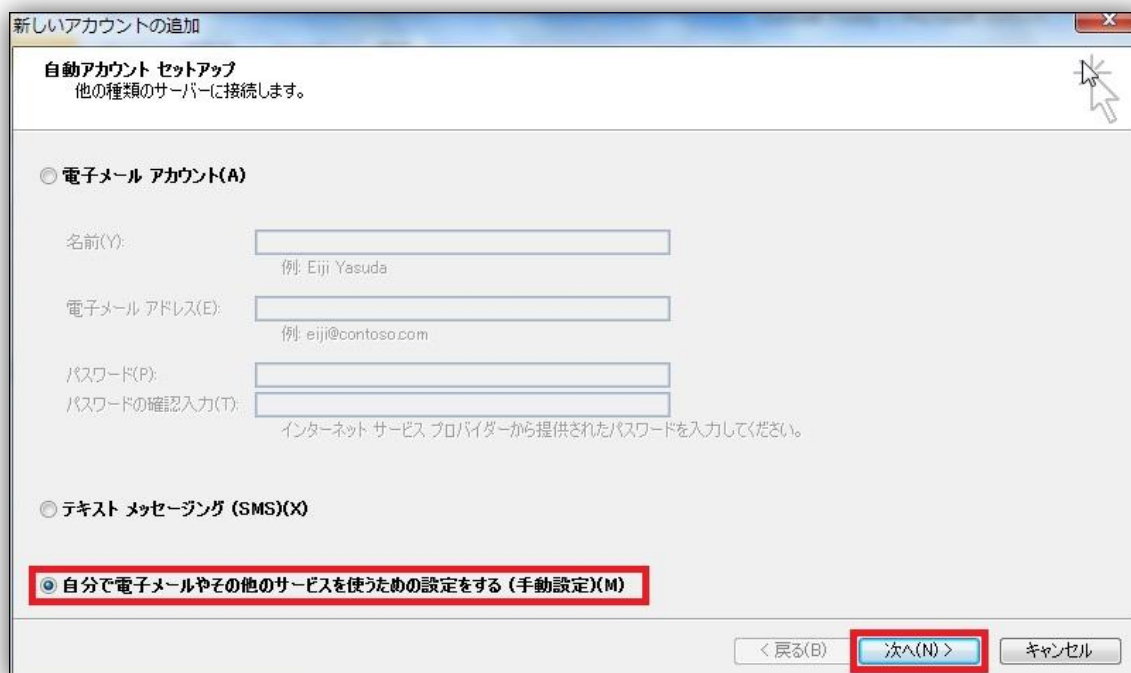 新しいアカウントの追加
自動アカウント セットアップ
他の種類のサーバーに接続します。
電子メール アカウント(A)
名前(Y):
例: Eiji Yasuda
電子メール アドレス(E):
例: eiji@contoso.com
パスワード(P):
パスワードの確認入力(T):
インターネット サービス プロバイダーから提供されたパスワードを入力してください。
テキスト メッセージング (SMS)(X)
自分で電子メールやその他のサービスを使うための設定をする (手動設定)(M)
< 戻る(B) 次へ(N) > キャンセル